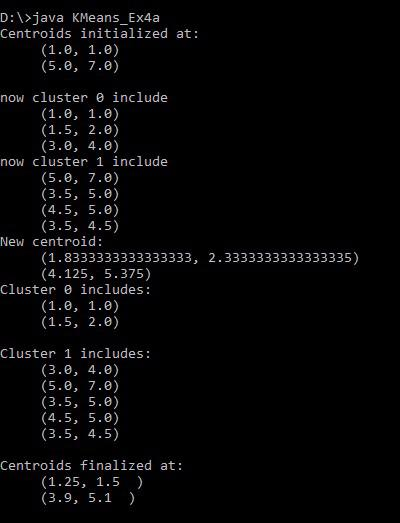 D:\>java KMeans_Ex4a
Centroids initialized at:
(1.0, 1.0)
(5.0, 7.0)
now cluster 0 include
(1.0, 1.0)
(1.5, 2.0)
(3.0, 4.0)
now cluster 1 include
(5.0, 7.0)
(3.5, 5.0)
(4.5, 5.0)
(3.5, 4.5)
New centroid:
(1.8333333333333333, 2.3333333333333335)
(4.125, 5.375)
Cluster 0 includes:
(1.0, 1.0)
(1.5, 2.0)
Cluster 1 includes:
(3.0, 4.0)
(5.0, 7.0)
(3.5, 5.0)
(4.5, 5.0)
(3.5, 4.5)
Centroids finalized at:
(1.25, 1.5  )
(3.9, 5.1  )